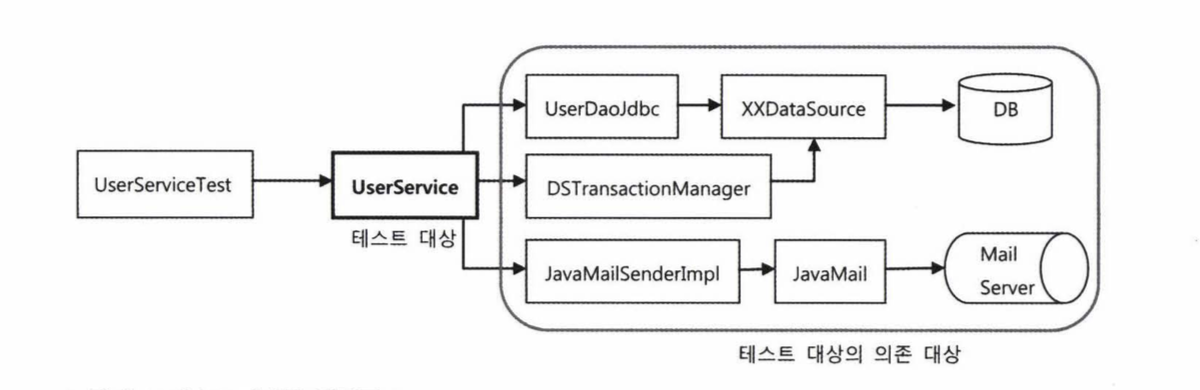 UserDaoJdbc
XXDataSource
DB
UserServiceTest
UserService
DSTransactionManager
테스트 대상
JavaMailSenderImpl
JavaMail
Mail
Server
테스트 대상의 의존 대상